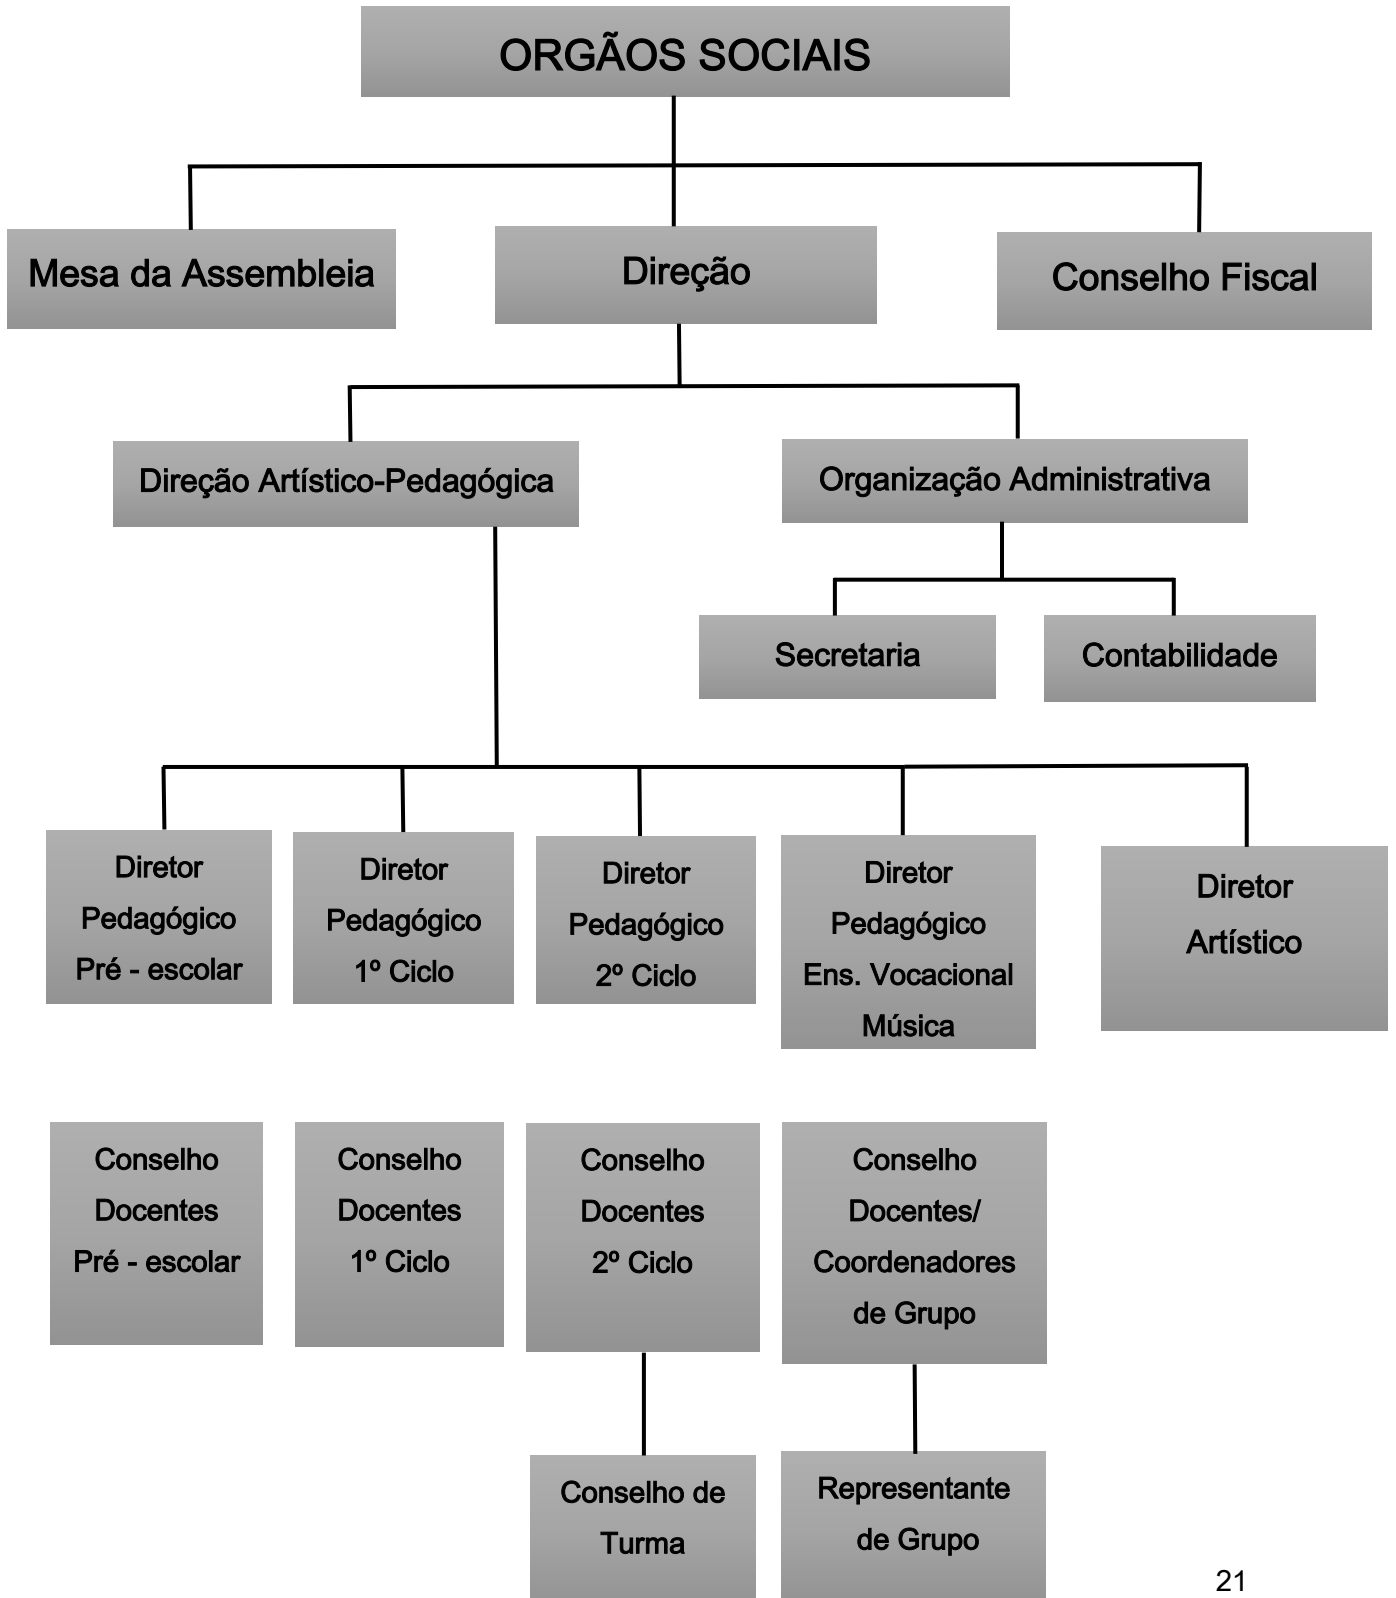 ORGÃOS SOCIAIS
Mesa da Assembleia
Direção
Conselho Fiscal
Direção Artístico-Pedagógica
Organização Administrativa
Secretaria
Contabilidade
Diretor
Pedagógico
Pré - escolar
Diretor
Pedagógico
1º Ciclo
Diretor
Pedagógico
2º Ciclo
Diretor
Pedagógico
Ens. Vocacional
Música
Diretor
Artístico
Conselho
Docentes
Pré - escolar
Conselho
Docentes
1º Ciclo
Conselho
Docentes
2º Ciclo
Conselho
Docentes/
Coordenadores
de Grupo
Conselho de
Turma
Representante
de Grupo
21